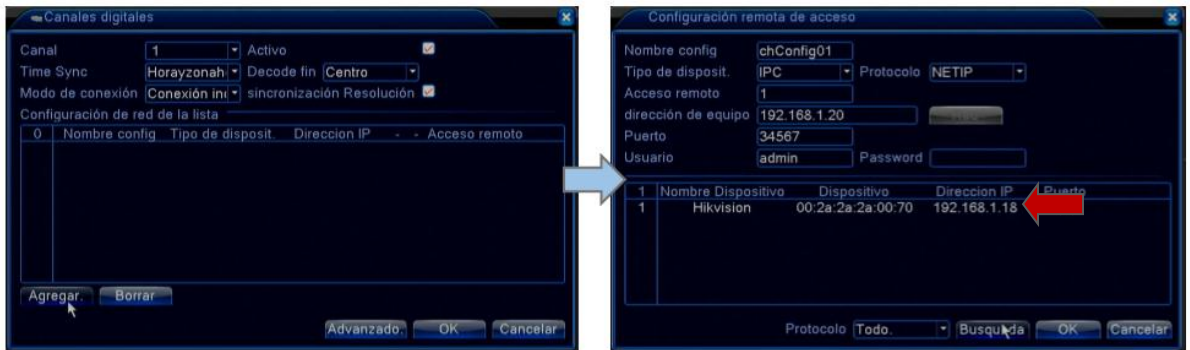 Canales digitales
Canal 1 Activo
Time Sync Horayzonah Decode fin Centro
Modo de conexión Conexión ini sincronización Resolución
Configuración de red de la lista
0 Nombre config Tipo de disposit. Direccion IP - - Acceso remoto
Agregar. Borrar
Advanzado. OK Cancelar
Configuración remota de acceso
Nombre config chConfig01
Tipo de disposit. IPC Protocolo NETIP
Acceso remoto 1
dirección de equipo 192.168.1.20
Puerto 34567
Usuario admin Password
1 Nombre Dispositivo Dispositivo Direccion IP Puerto
1 Hikvision 00:2a:2a:2a:00:70 192.168.1.18
Protocolo Todo. Busqueda OK Cancelar